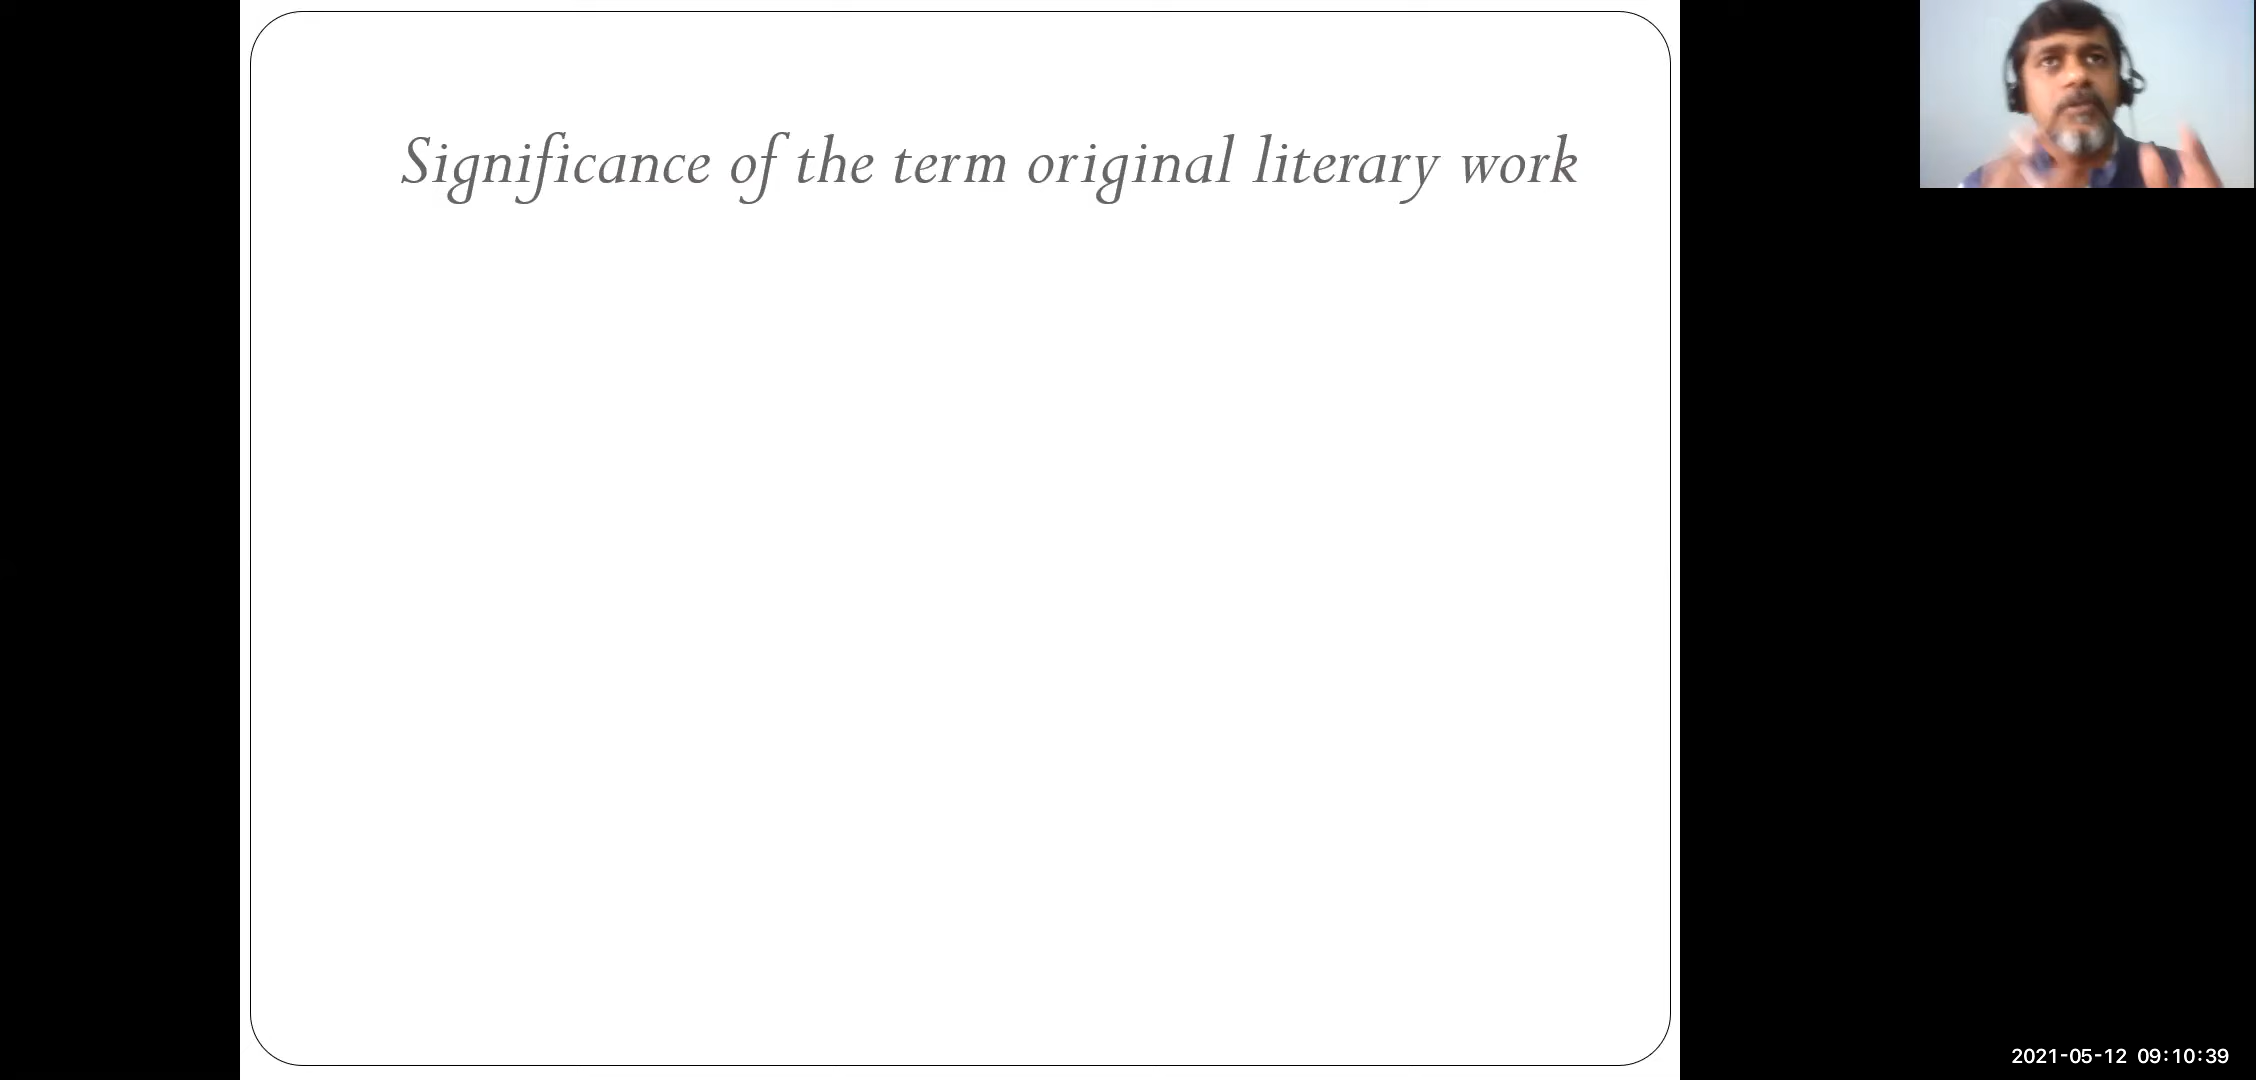 Significance of the term original literary work
2021-05-12 09:10:39